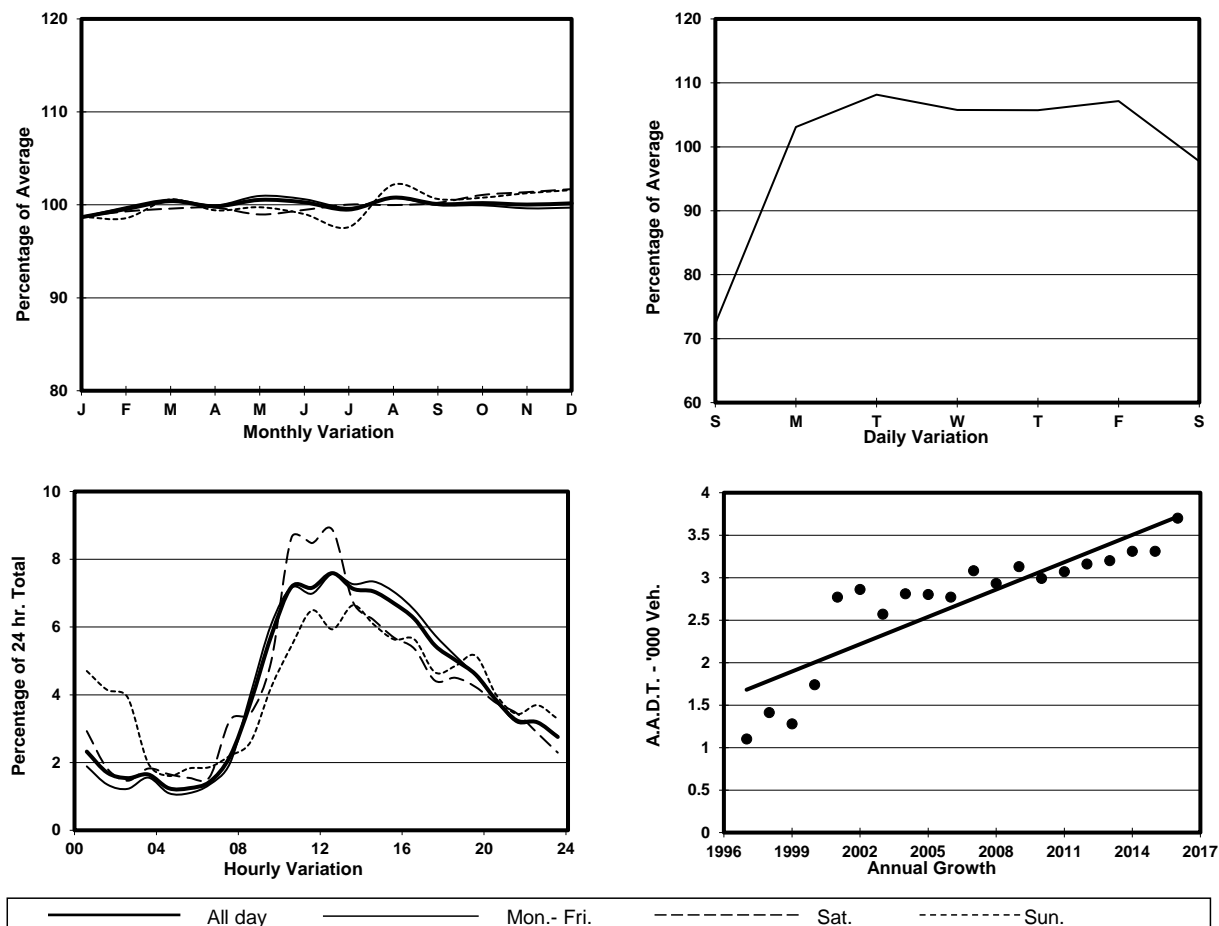 120
110
100
90
80
Percentage of Average
J F M A M J J A S O N D
Monthly Variation
120
110
100
90
80
70
60
Percentage of Average
S M T W T F S
Daily Variation
10
8
6
4
2
0
Percentage of 24 hr. Total
00 04 08 12 16 20 24
Hourly Variation
4
3.5
3
2.5
2
1.5
1
0.5
0
A.A.D.T. - '000 Veh.
1996 1999 2002 2005 2008 2011 2014 2017
Annual Growth
All day Mon.- Fri. Sat. Sun.